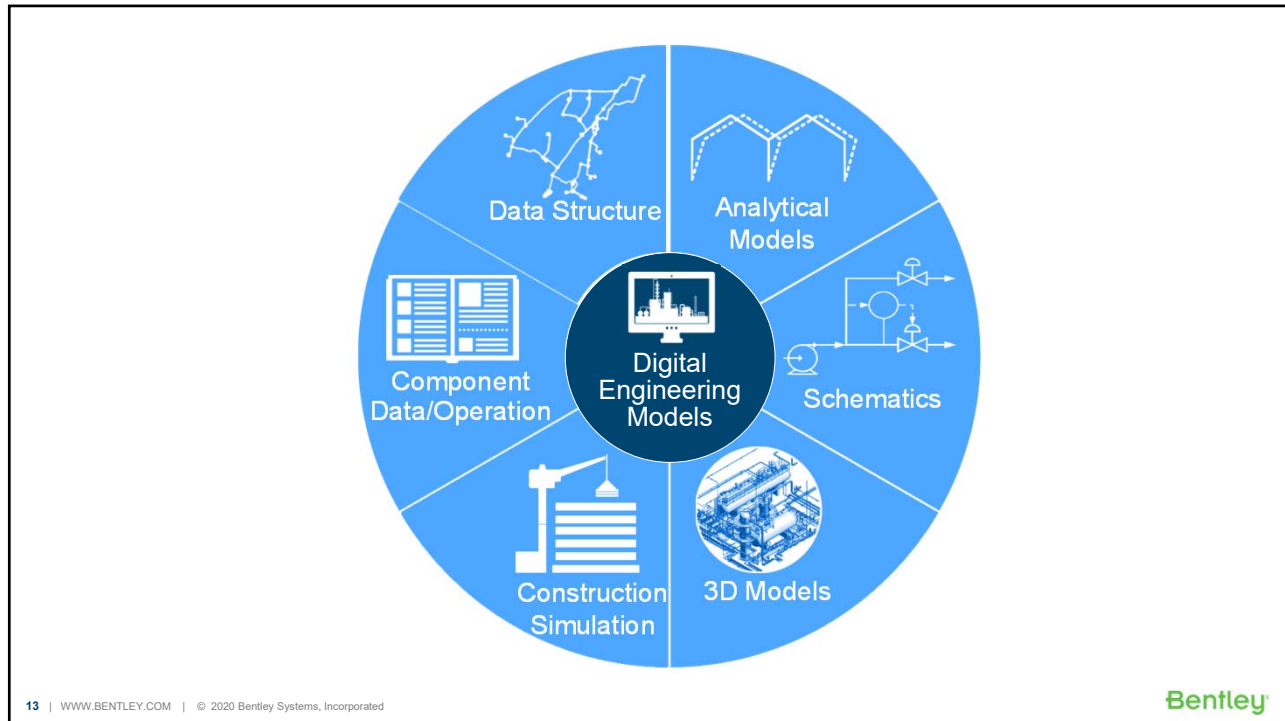 Data Structure
Analytical
Models
Component
Data/Operation
Digital
Engineering
Models
Schematics
Construction
Simulation
3D Models
13 | WWW.BENTLEY.COM | © 2020 Bentley Systems, Incorporated
Bentley